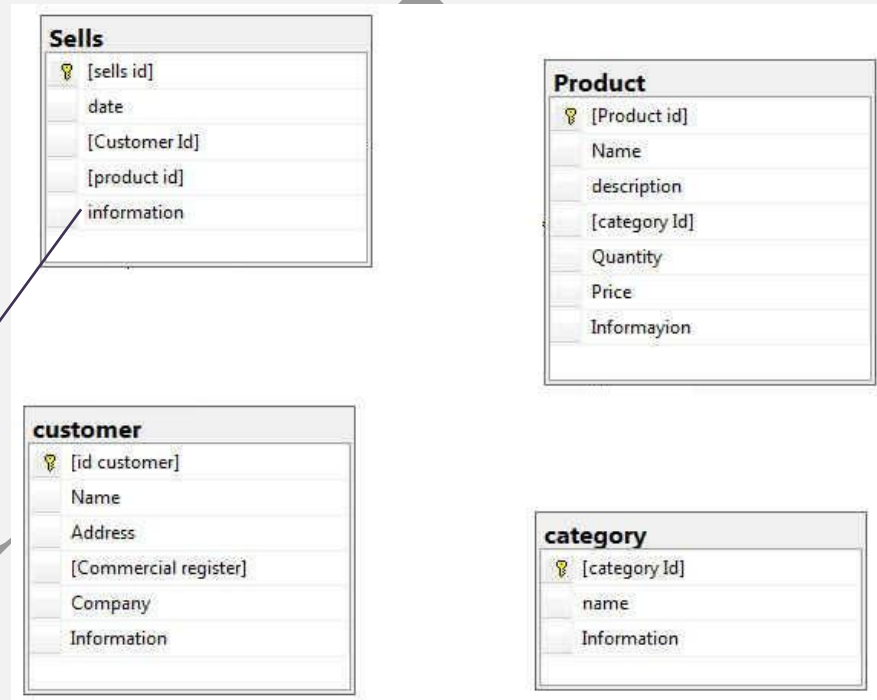 Sells
[sells id]
date
[Customer Id]
[product id]
information
Product
[Product id]
Name
description
[category Id]
Quantity
Price
Informayion
customer
[id customer]
Name
Address
[Commercial register]
Company
Information
category
[category Id]
name
Information